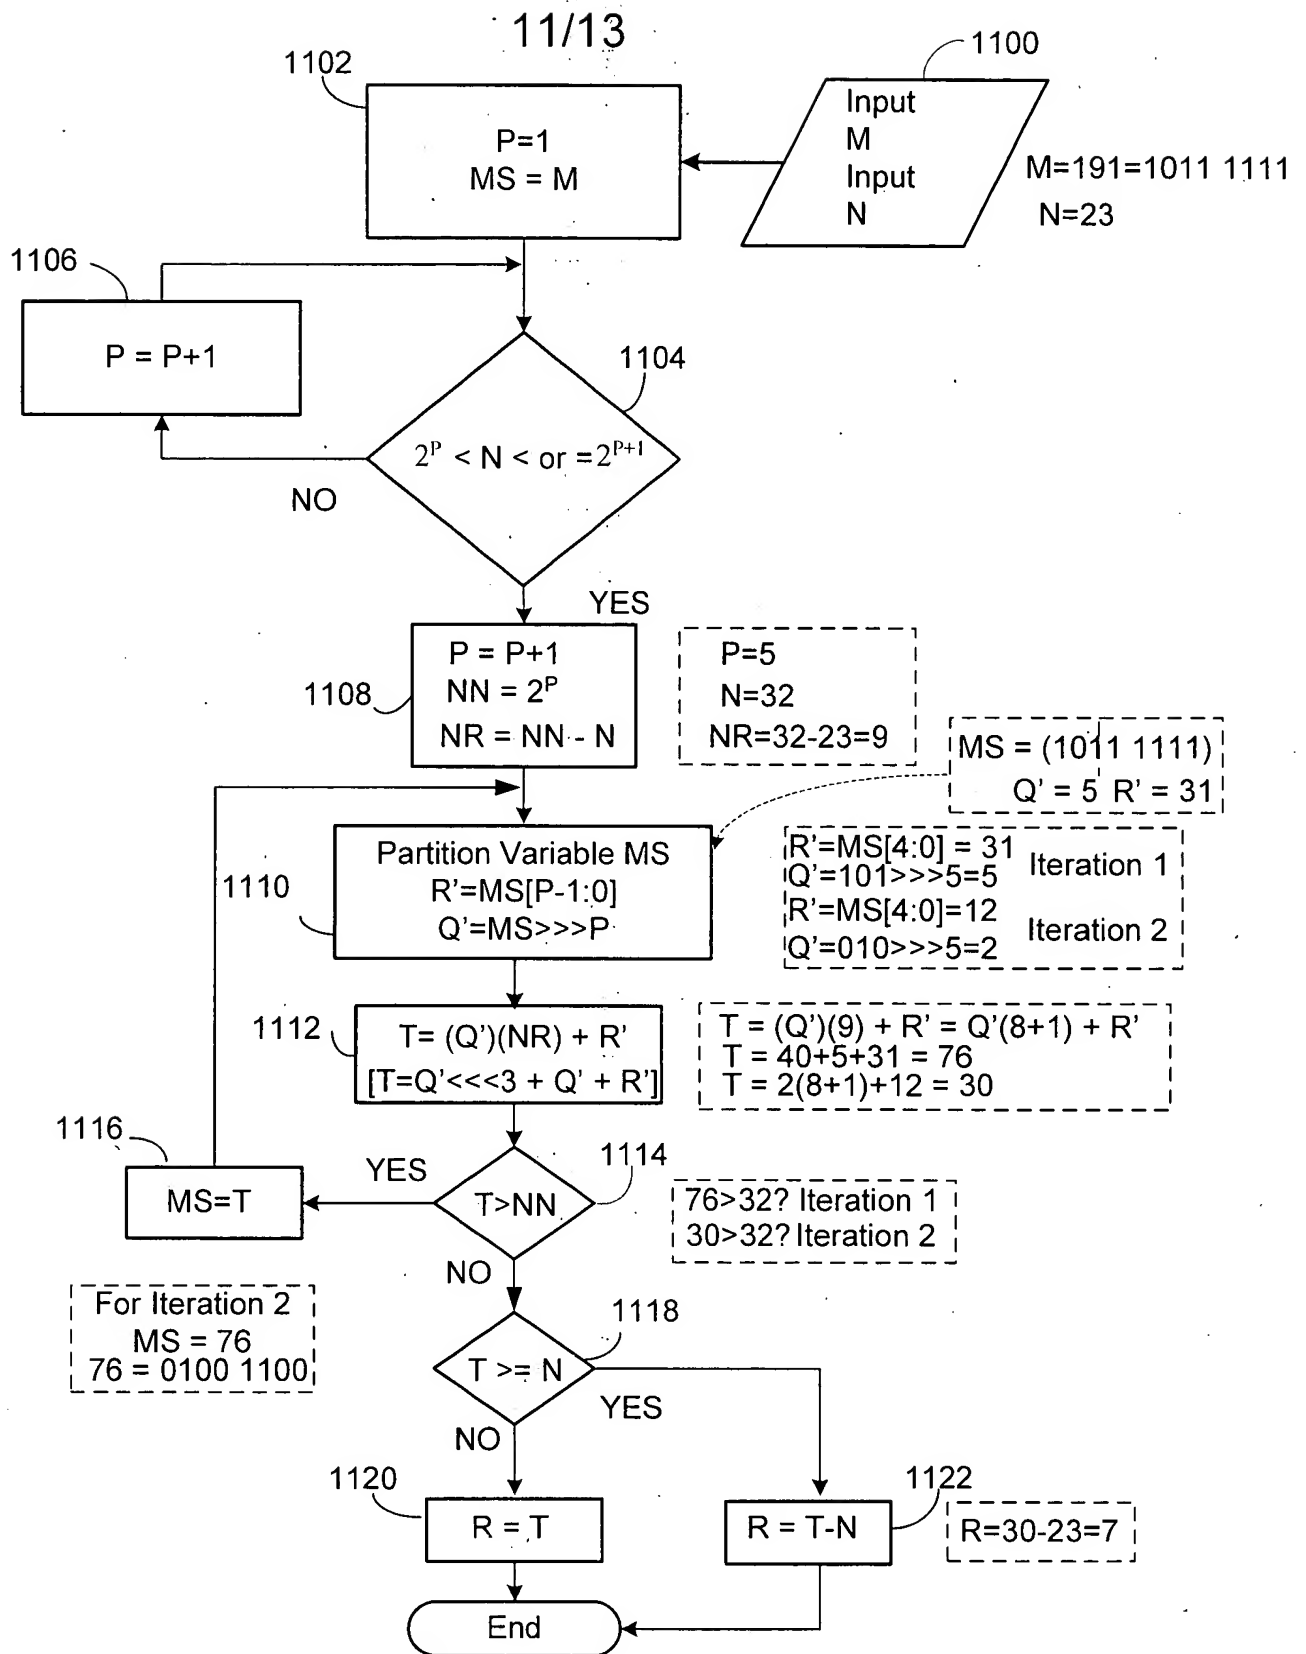 11/13
1102
1100
P=1
MS = M
Input
M
Input
N
M=191=1011 1111
N=23
1106
P = P+1
1104
2^P < N < or =2^P+1
NO
YES
1108
P = P+1
NN = 2^P
NR = NN - N
P=5
N=32
NR=32-23=9
MS = (1011 1111)
Q' = 5 R' = 31
1110
Partition Variable MS
R'=MS[P-1:0]
Q'=MS>>>P
R'=MS[4:0] = 31
Q'=101>>>5=5
Iteration 1
R'=MS[4:0]=12
Q'=010>>>5=2
Iteration 2
1112
T= (Q')(NR) + R'
[T=Q'<<<3 + Q' + R']
T = (Q')(9) + R' = Q'(8+1) + R'
T = 40+5+31 = 76
T = 2(8+1)+12 = 30
1116
MS=T
YES
1114
T>NN
76>32? Iteration 1
30>32? Iteration 2
NO
For Iteration 2
MS = 76
76 = 0100 1100
1118
T >= N
YES
NO
1120
R = T
1122
R = T-N
R=30-23=7
End